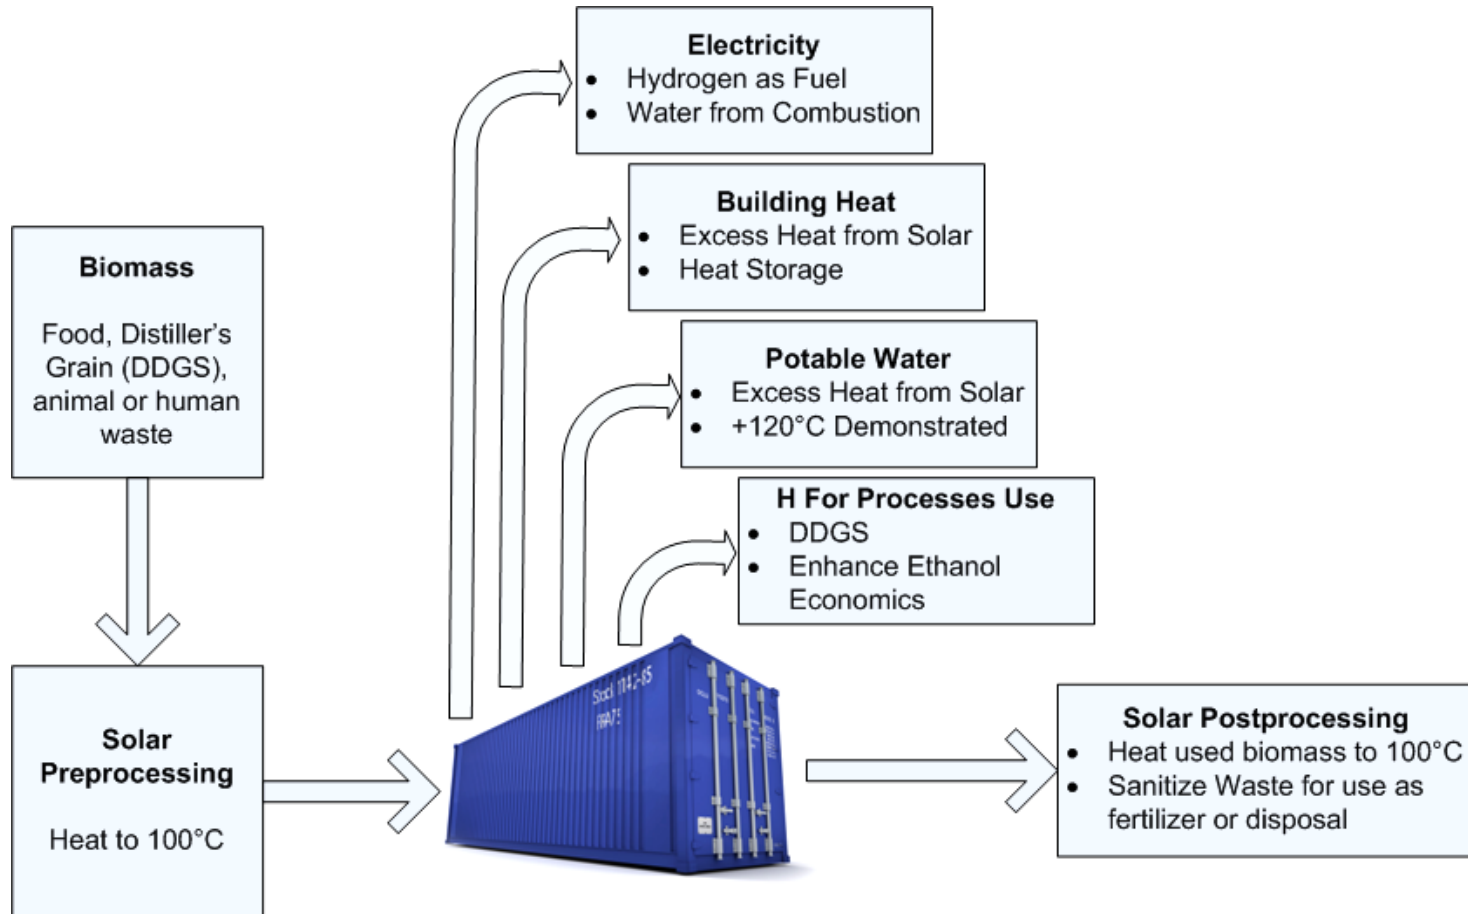 Electricity
• Hydrogen as Fuel
• Water from Combustion
Building Heat
• Excess Heat from Solar
• Heat Storage
Potable Water
• Excess Heat from Solar
• +120°C Demonstrated
H For Processes Use
• DDGS
• Enhance Ethanol
Economics
Biomass
Food, Distiller’s
Grain (DDGS),
animal or human
waste
Solar
Preprocessing
Heat to 100°C
Solar Postprocessing
• Heat used biomass to 100°C
• Sanitize Waste for use as
fertilizer or disposal